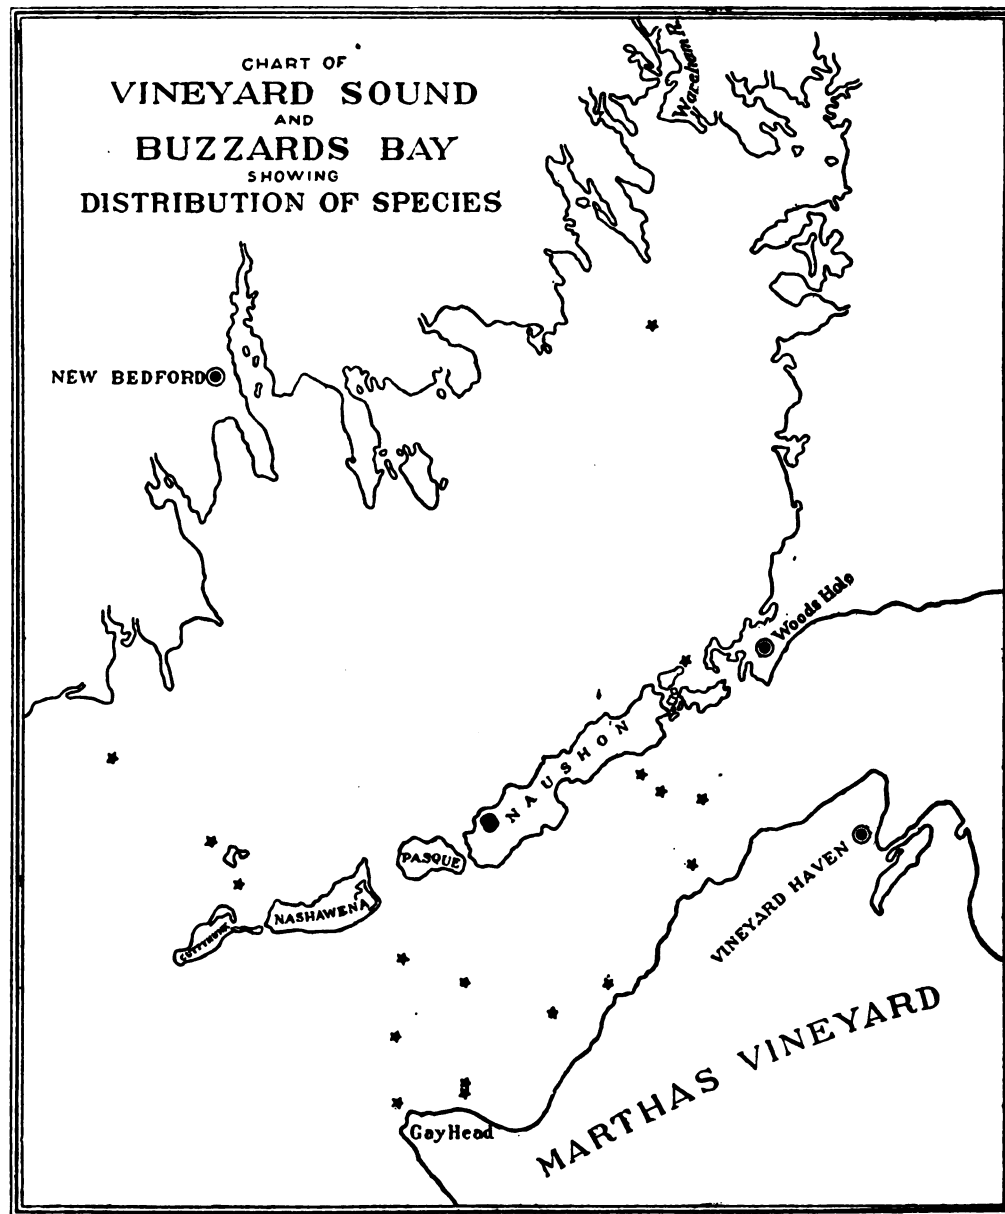 CHART OF
VINEYARD SOUND
AND
BUZZARDS BAY
SHOWING
DISTRIBUTION OF SPECIES
Wareham R.
NEW BEDFORD
Woods Hole
NAUSHON
PASQUE
NASHAWENA
VINEYARD HAVEN
MARTHAS VINEYARD
Gay Head